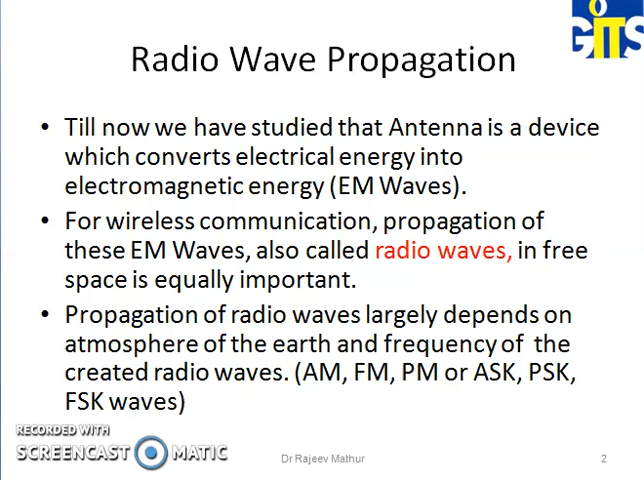 GITS
Radio Wave Propagation
• Till now we have studied that Antenna is a device
which converts electrical energy into
electromagnetic energy (EM Waves).
• For wireless communication, propagation of
these EM Waves, also called radio waves, in free
space is equally important.
• Propagation of radio waves largely depends on
atmosphere of the earth and frequency of the
created radio waves. (AM, FM, PM or ASK, PSK,
FSK waves)
RECORDED WITH
SCREENCAST MATIC
Dr Rajeev Mathur
2